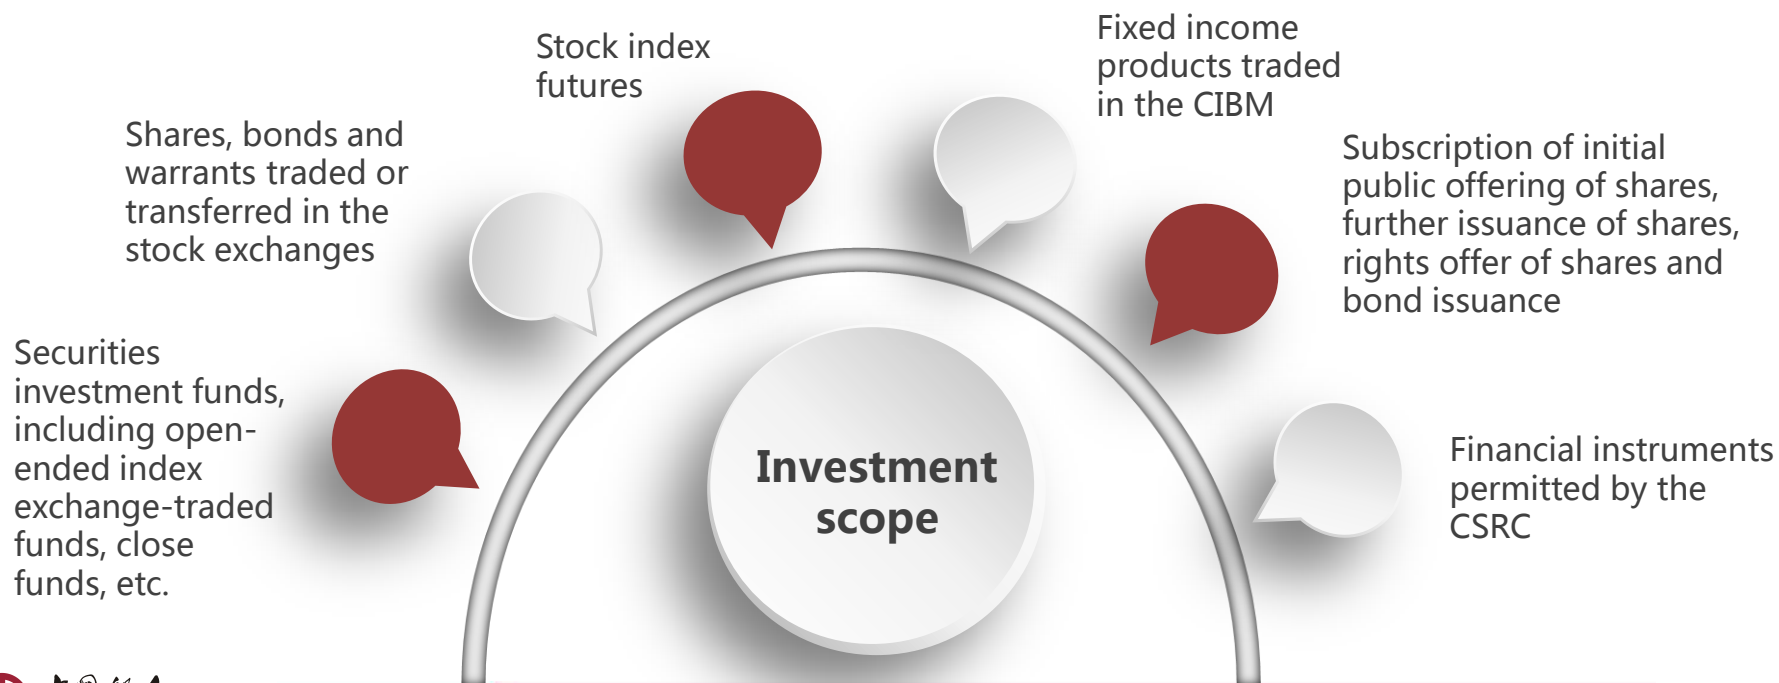 Stock index
futures
Fixed income
products traded
in the CIBM
Shares, bonds and
warrants traded or
transferred in the
stock exchanges
Subscription of initial
public offering of shares,
further issuance of shares,
rights offer of shares and
bond issuance
Securities
investment funds,
including open-
ended index
exchange-traded
funds, close
funds, etc.
Investment
scope
Financial instruments
permitted by the
CSRC